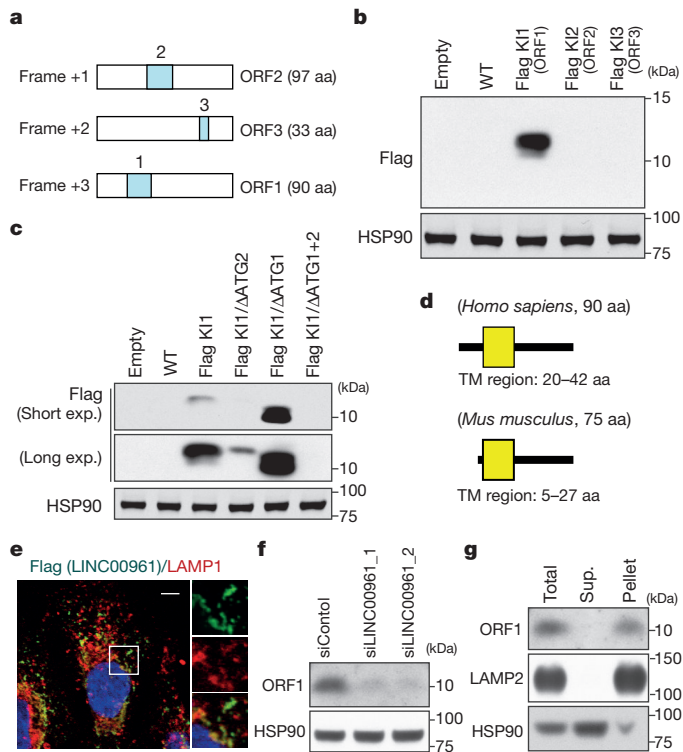 a
2
Frame +1 ORF2 (97 aa)
3
Frame +2 ORF3 (33 aa)
1
Frame +3 ORF1 (90 aa)
b
Empty
WT
Flag KI1 (ORF1)
Flag KI2 (ORF2)
Flag KI3 (ORF3)
(kDa)
15
Flag
10
100
HSP90
75
c
Empty
WT
Flag KI1
Flag KI1/ΔATG2
Flag KI1/ΔATG1
Flag KI1/ΔATG1+2
(kDa)
Flag
(Short exp.)
10
(Long exp.)
10
100
HSP90
75
d
(Homo sapiens, 90 aa)
TM region: 20–42 aa
(Mus musculus, 75 aa)
TM region: 5–27 aa
e
Flag (LINC00961)/LAMP1
f
siContol
siLINC00961_1
siLINC00961_2
(kDa)
ORF1
10
100
HSP90
75
g
Total
Sup.
Pellet
(kDa)
ORF1
10
150
LAMP2
100
100
HSP90
75